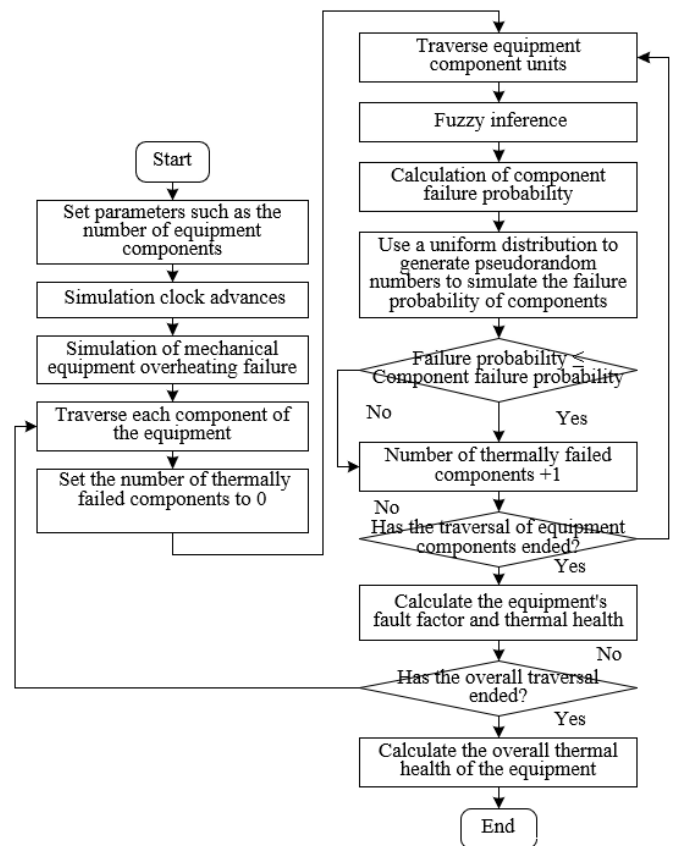 Start
Set parameters such as the
number of equipment
components
Simulation clock advances
Simulation of mechanical
equipment overheating failure
Traverse each component of
the equipment
Set the number of thermally
failed components to 0
Traverse equipment
component units
Fuzzy inference
Calculation of component
failure probability
Use a uniform distribution to
generate pseudorandom
numbers to simulate the failure
probability of components
Failure probability ≤
Component failure probability
No
Yes
Number of thermally failed
components +1
No
Has the traversal of equipment
components ended?
Yes
Calculate the equipment's
fault factor and thermal health
No
Has the overall traversal
ended?
Yes
Calculate the overall thermal
health of the equipment
End